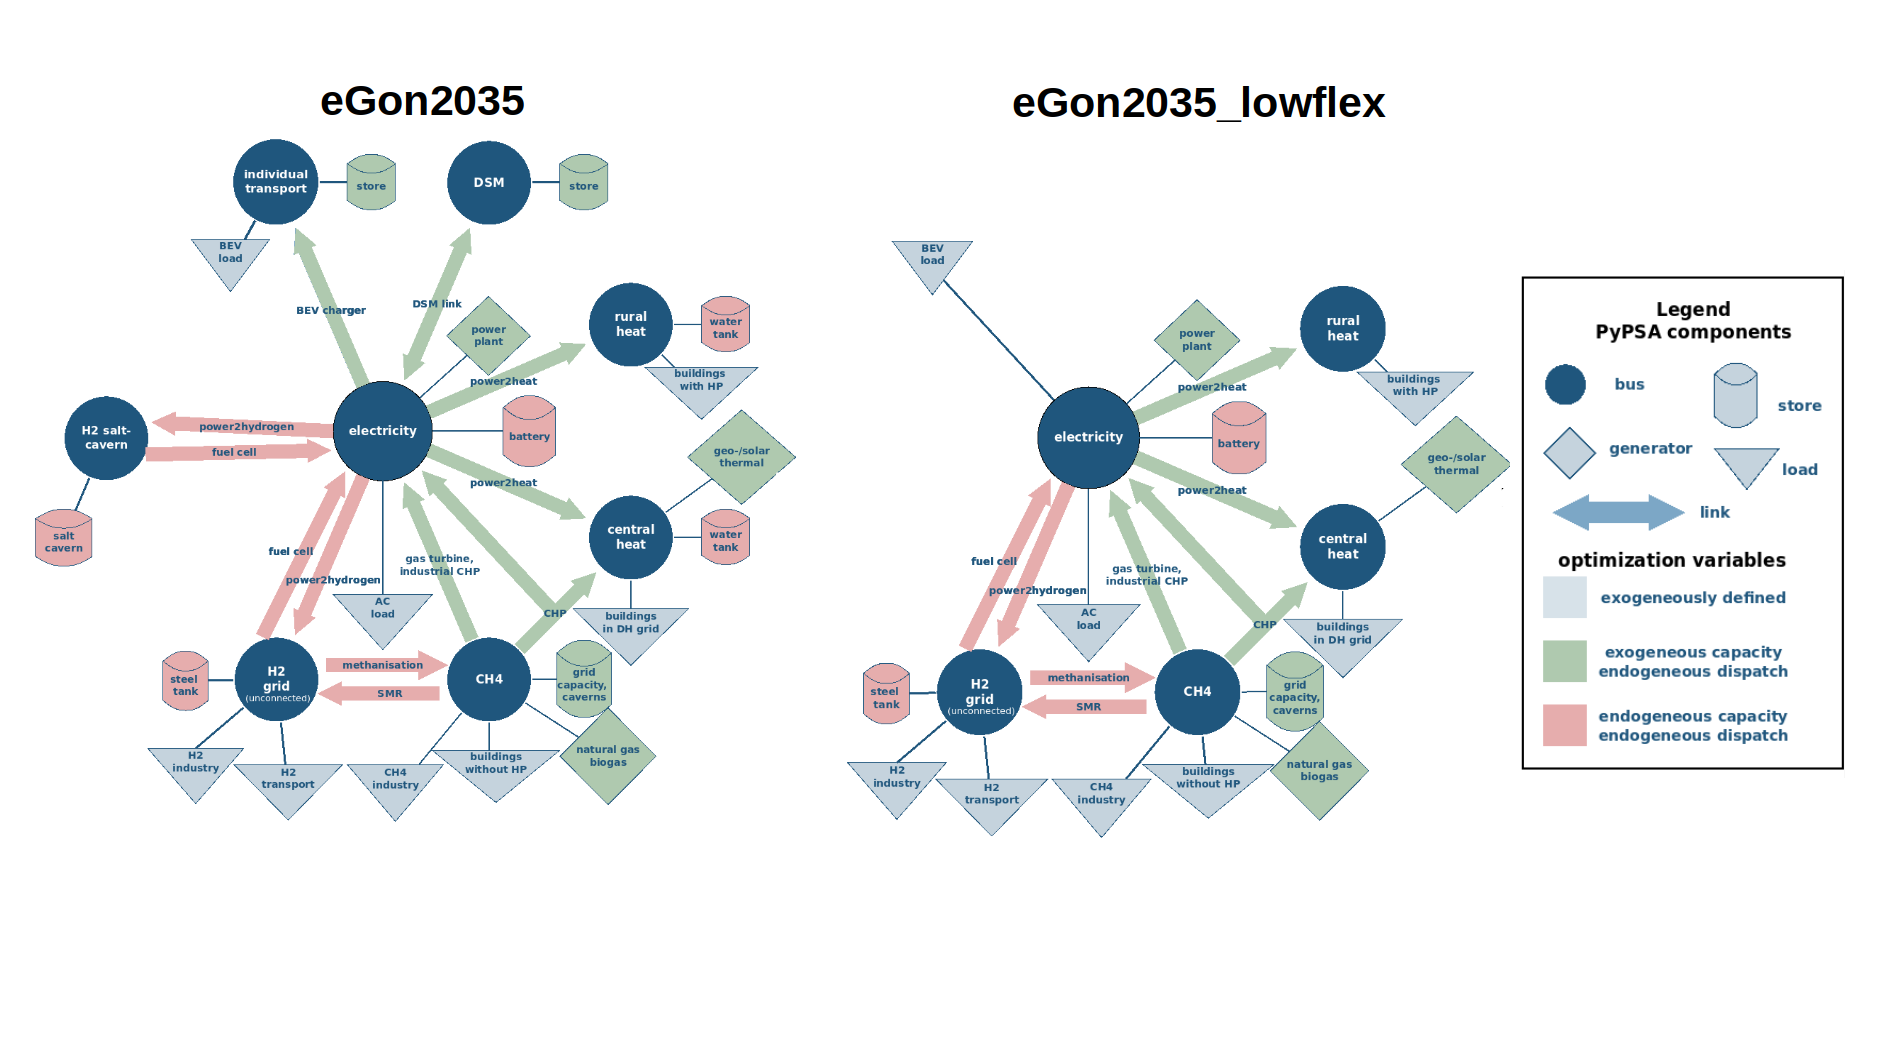 eGon2035
individual
transport
store
DSM
store
BEV
load
BEV charger
DSM link
power
plant
rural
heat
water
tank
buildings
with HP
power2heat
H2 salt-
cavern
power2hydrogen
fuel cell
electricity
battery
geo-/solar
thermal
power2heat
salt
cavern
central
heat
water
tank
fuel cell
power2hydrogen
gas turbine,
industrial CHP
AC
load
CHP
buildings
in DH grid
steel
tank
H2
grid
(unconnected)
methanisation
SMR
CH4
grid
capacity,
caverns
H2
industry
H2
transport
CH4
industry
buildings
without HP
natural gas
biogas
eGon2035_lowflex
BEV
load
power
plant
rural
heat
buildings
with HP
power2heat
electricity
battery
geo-/solar
thermal
power2heat
central
heat
fuel cell
power2hydrogen
gas turbine,
industrial CHP
AC
load
CHP
buildings
in DH grid
steel
tank
H2
grid
(unconnected)
methanisation
SMR
CH4
grid
capacity,
caverns
H2
industry
H2
transport
CH4
industry
buildings
without HP
natural gas
biogas
Legend
PyPSA components
bus
store
generator
load
link
optimization variables
exogeneously defined
exogeneous capacity
endogeneous dispatch
endogeneous capacity
endogeneous dispatch